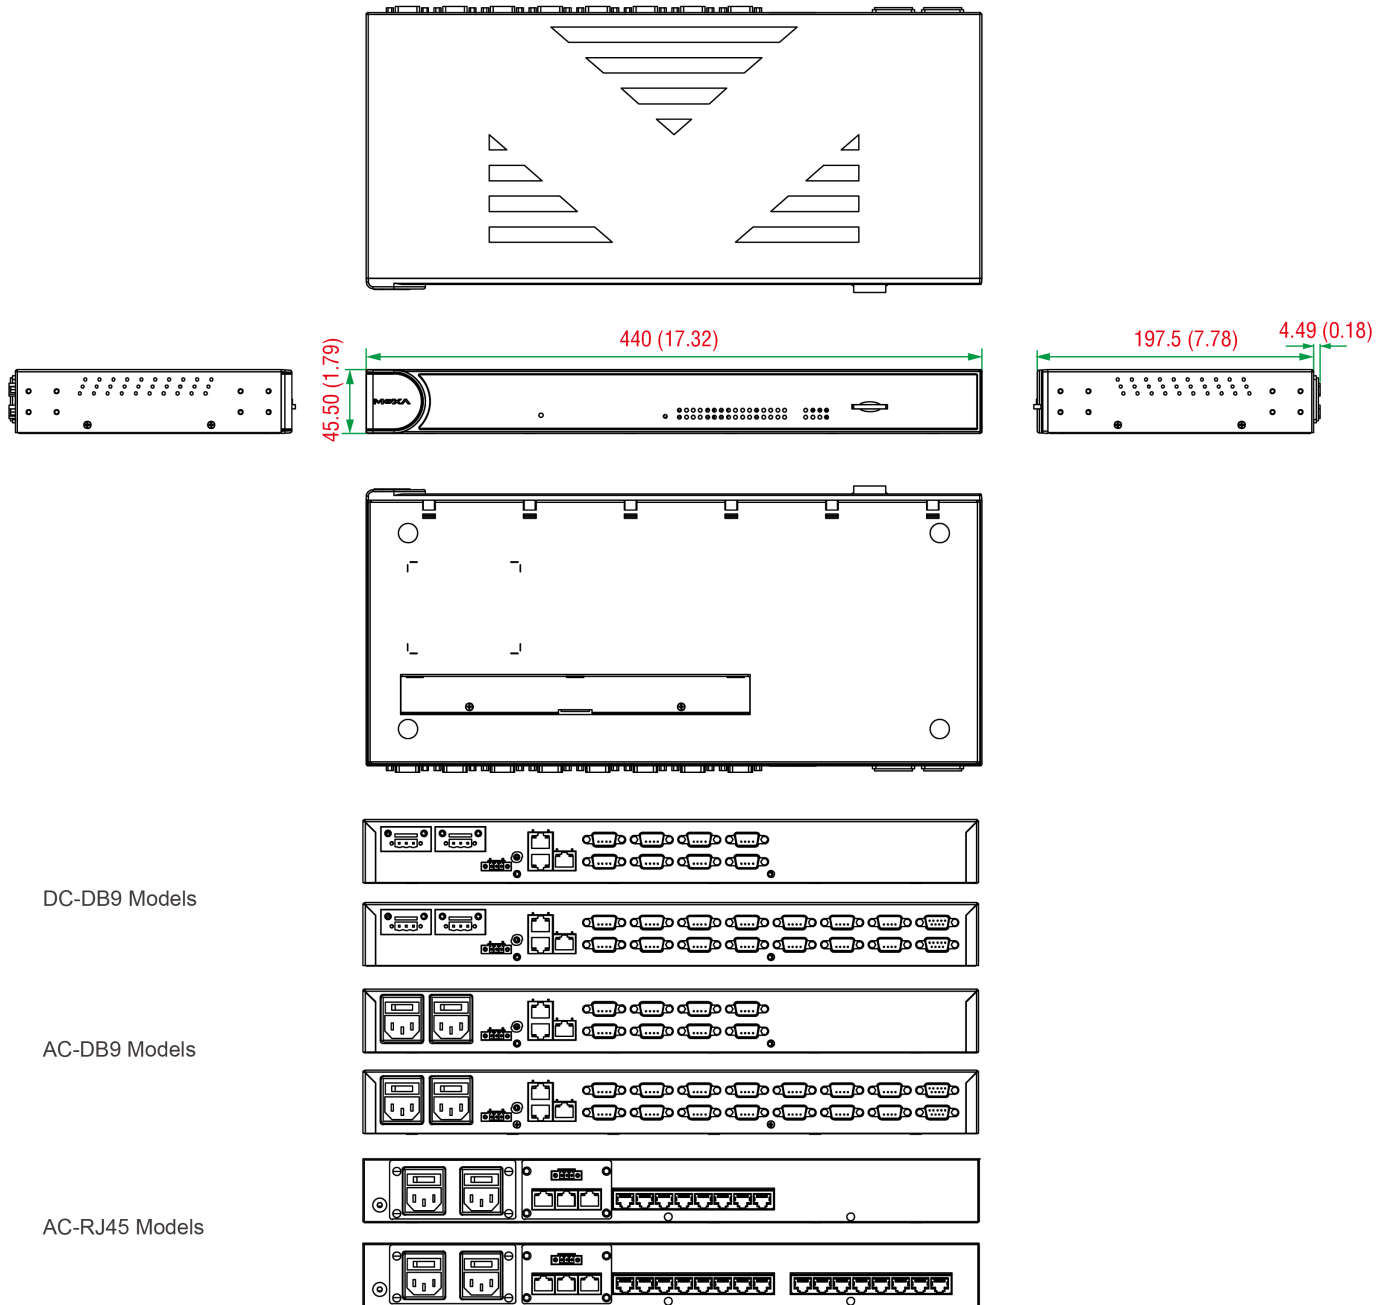 440 (17.32)
197.5 (7.78)
4.49 (0.18)
45.50 (1.79)
MOXA
DC-DB9 Models
AC-DB9 Models
AC-RJ45 Models